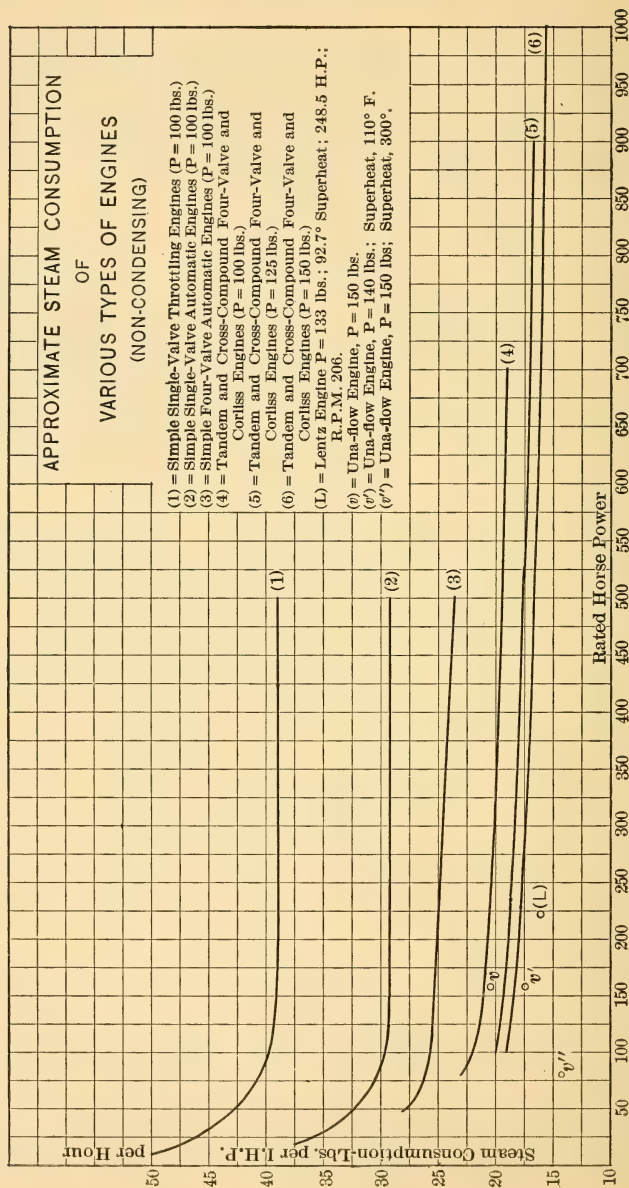 APPROXIMATE STEAM CONSUMPTION
OF
VARIOUS TYPES OF ENGINES
(NON-CONDENSING)
(1) = Simple Single-Valve Throttling Engines (P = 100 lbs.)
(2) = Simple Single-Valve Automatic Engines (P = 100 lbs.)
(3) = Simple Four-Valve Automatic Engines (P = 100 lbs.)
(4) = Tandem and Cross-Compound Four-Valve and
Corliss Engines (P = 100 lbs.)
(5) = Tandem and Cross-Compound Four-Valve and
Corliss Engines (P = 125 lbs.)
(6) = Tandem and Cross-Compound Four-Valve and
Corliss Engines (P = 150 lbs.)
(L) = Lentz Engine P = 133 lbs.; 92.7° Superheat; 248.5 H.P.;
R.P.M. 206.
(v) = Una-flow Engine, P = 150 lbs.
(v') = Una-flow Engine, P = 140 lbs.; Superheat, 110° F.
(v'') = Una-flow Engine, P = 150 lbs; Superheat, 300°.
Steam Consumption-Lbs. per I.H.P.
per Hour
50
45
40
35
30
25
20
15
10
(1)
(2)
(3)
(4)
(5)
(6)
v
v'
v''
(L)
Rated Horse Power
50 100 150 200 250 300 350 400 450 500 550 600 650 700 750 800 850 900 950 1000